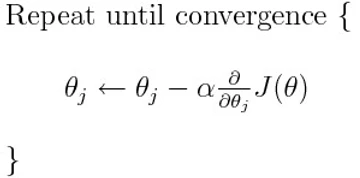 Repeat until convergence {
θⱼ ← θⱼ − α ∂/∂θⱼ J(θ)
}